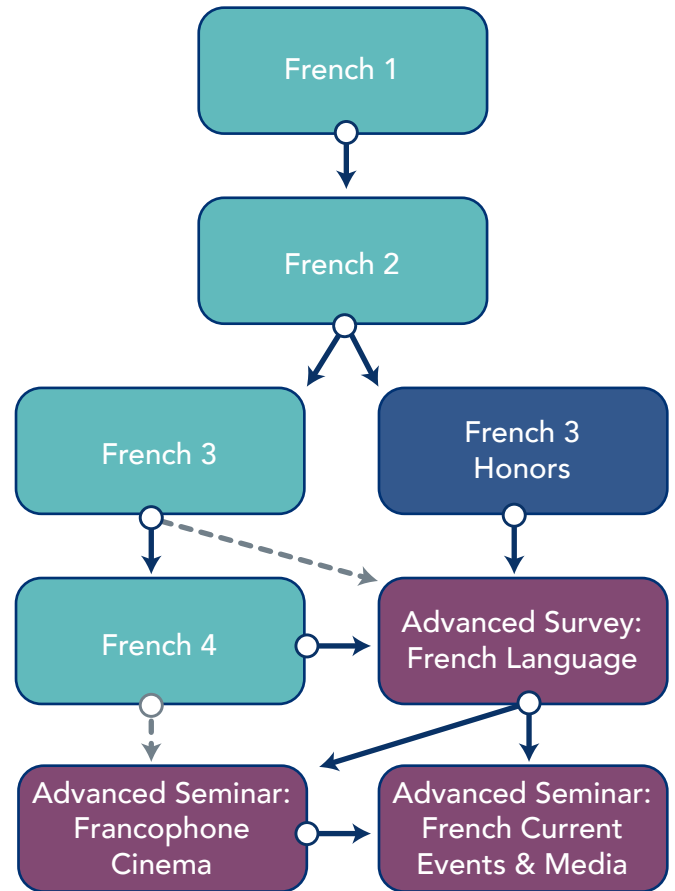 French 1
French 2
French 3
French 3
Honors
French 4
Advanced Survey:
French Language
Advanced Seminar:
Francophone
Cinema
Advanced Seminar:
French Current
Events & Media